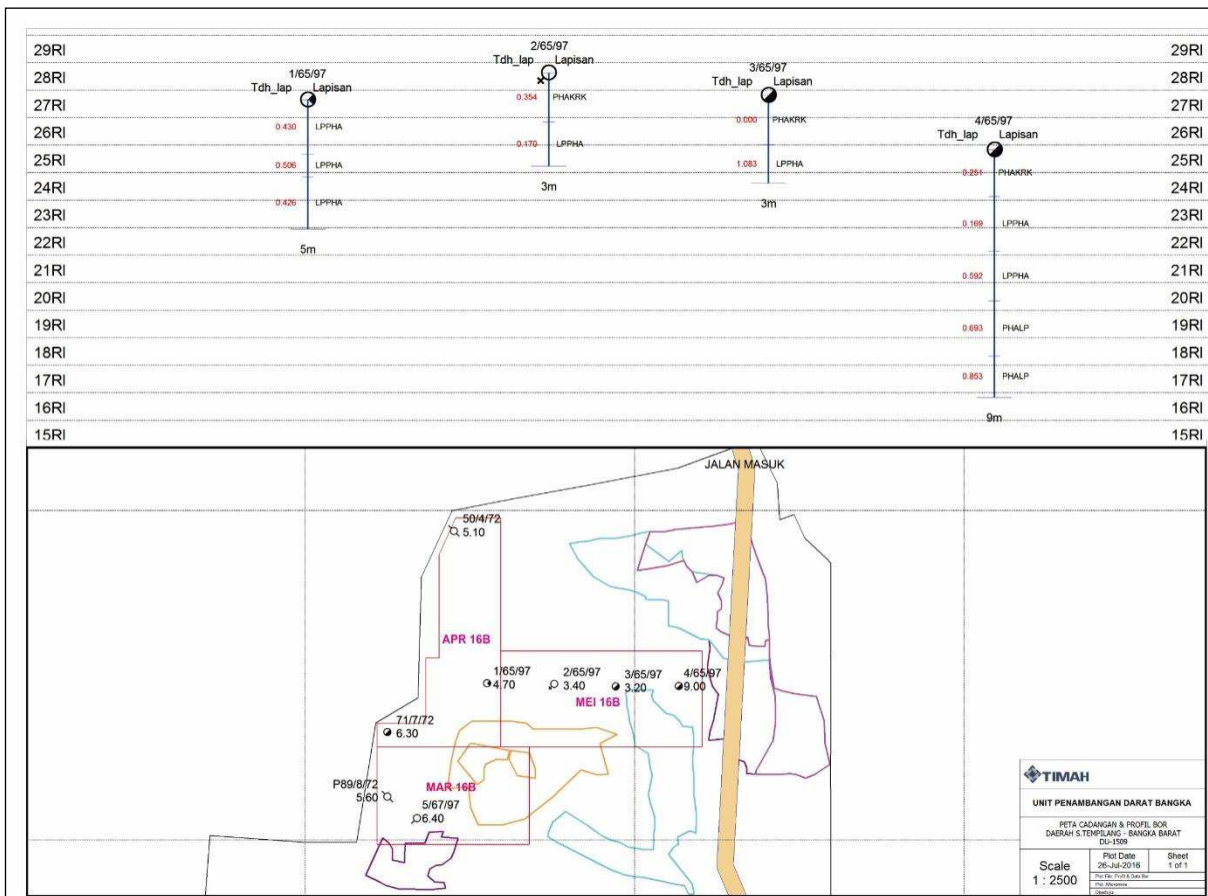 29RI 29RI
28RI 28RI
27RI 27RI
26RI 26RI
25RI 25RI
24RI 24RI
23RI 23RI
22RI 22RI
21RI 21RI
20RI 20RI
19RI 19RI
18RI 18RI
17RI 17RI
16RI 16RI
15RI 15RI
1/65/97
Tdh_lap Lapisan
0.430 LPPHA
0.506 LPPHA
0.426 LPPHA
5m
2/65/97
Tdh_lap Lapisan
0.354 PHAKRK
0.170 LPPHA
3m
3/65/97
Tdh_lap Lapisan
0.000 PHAKRK
1.083 LPPHA
3m
4/65/97
Tdh_lap Lapisan
0.251 PHAKRK
0.169 LPPHA
0.592 LPPHA
0.693 PHALP
0.853 PHALP
9m
JALAN MASUK
50/4/72
5.10
APR 16B
1/65/97
4.70
2/65/97
3.40
3/65/97
3.20
4/65/97
9.00
MEI 16B
71/7/72
6.30
MAR 16B
P89/8/72
5.60
5/67/97
6.40
TIMAH
UNIT PENAMBANGAN DARAT BANGKA
PETA CADANGAN & PROFIL BOR
DAERAH S.TEMPILANG - BANGKA BARAT
DU-1509
Scale
1 : 2500
Plot Date
26-Jul-2016
Sheet
1 of 1